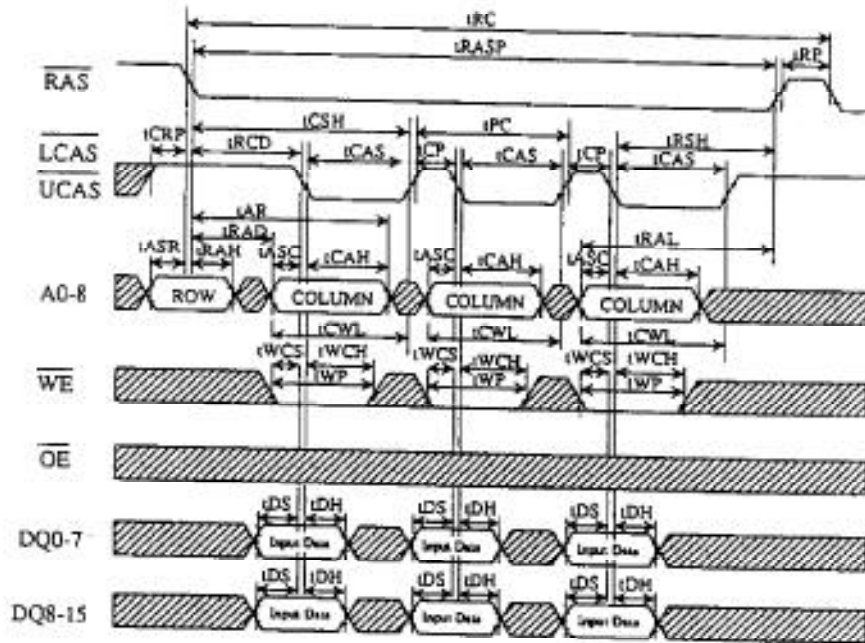 tRC
tRASP
tRP
RAS
tCSH
tPC
tCRP
tRCD
tRSH
LCAS
tCAS
tCP
tCAS
tCP
tCAS
UCAS
tAR
tRAD
tRAL
tASR
tRAH
tASC
tCAH
tASC
tCAH
tASC
tCAH
A0-8
ROW
COLUMN
COLUMN
COLUMN
tCWL
tCWL
tCWL
tWCS
tWCH
tWCS
tWCH
tWCS
tWCH
WE
tWP
tWP
tWP
OE
tDS
tDH
tDS
tDH
tDS
tDH
DQ0-7
Input Data
Input Data
Input Data
tDS
tDH
tDS
tDH
tDS
tDH
DQ8-15
Input Data
Input Data
Input Data